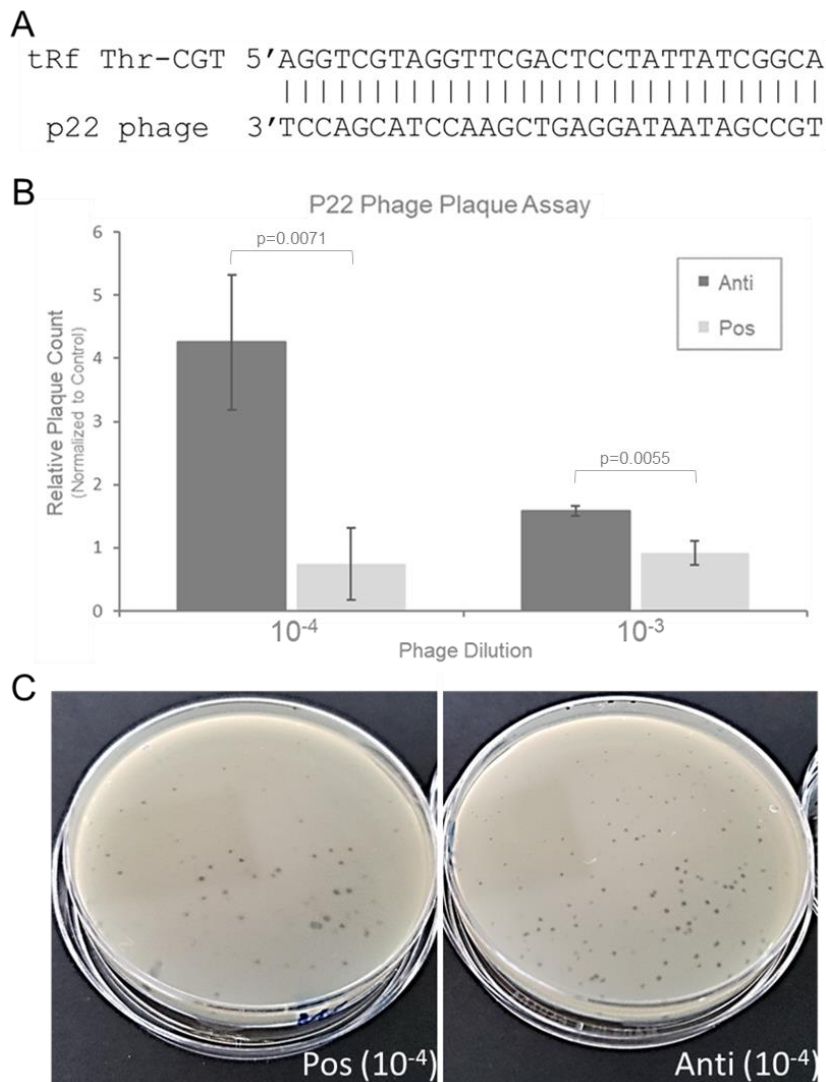 A
tRf Thr-CGT 5’AGGTCGTAGGTTCGACTCCTATTATCGGCA
p22 phage 3’TCCAGCATCCAAGCTGAGGATAATAGCCGT
B
P22 Phage Plaque Assay
Relative Plaque Count
(Normalized to Control)
6
5
4
3
2
1
0
p=0.0071
p=0.0055
Anti
Pos
10-4
10-3
Phage Dilution
C
Pos (10-4)
Anti (10-4)